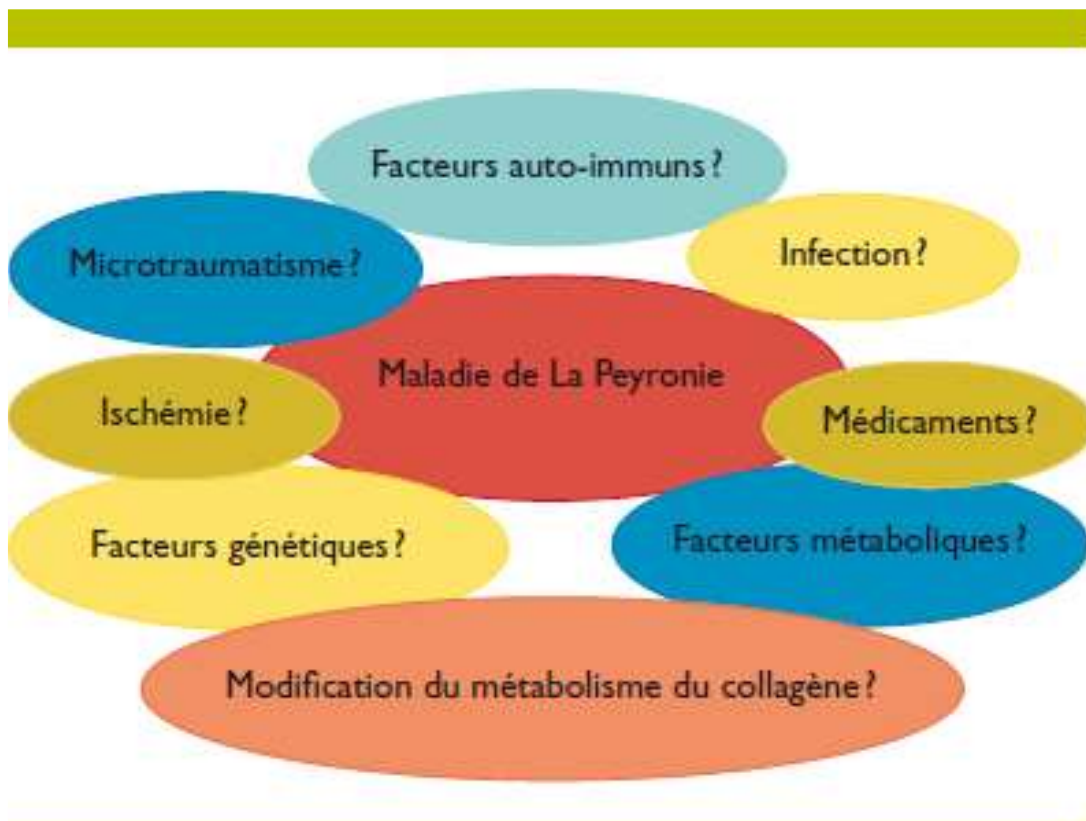 Facteurs auto-immuns ?
Microtraumatisme ?
Infection ?
Maladie de La Peyronie
Ischémie ?
Médicaments ?
Facteurs génétiques ?
Facteurs métaboliques ?
Modification du métabolisme du collagène ?